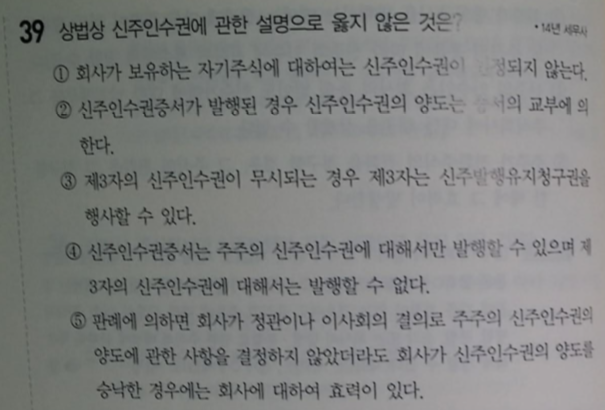 39 상법상 신주인수권에 관한 설명으로 옳지 않은 것은?
• 14년 세무사
① 회사가 보유하는 자기주식에 대하여는 신주인수권이 인정되지 않는다.
② 신주인수권증서가 발행된 경우 신주인수권의 양도는 증서의 교부에 의
한다.
③ 제3자의 신주인수권이 무시되는 경우 제3자는 신주발행유지청구권을
행사할 수 있다.
④ 신주인수권증서는 주주의 신주인수권에 대해서만 발행할 수 있으며 제
3자의 신주인수권에 대해서는 발행할 수 없다.
⑤ 판례에 의하면 회사가 정관이나 이사회의 결의로 주주의 신주인수권의
양도에 관한 사항을 결정하지 않았더라도 회사가 신주인수권의 양도를
승낙한 경우에는 회사에 대하여 효력이 있다.